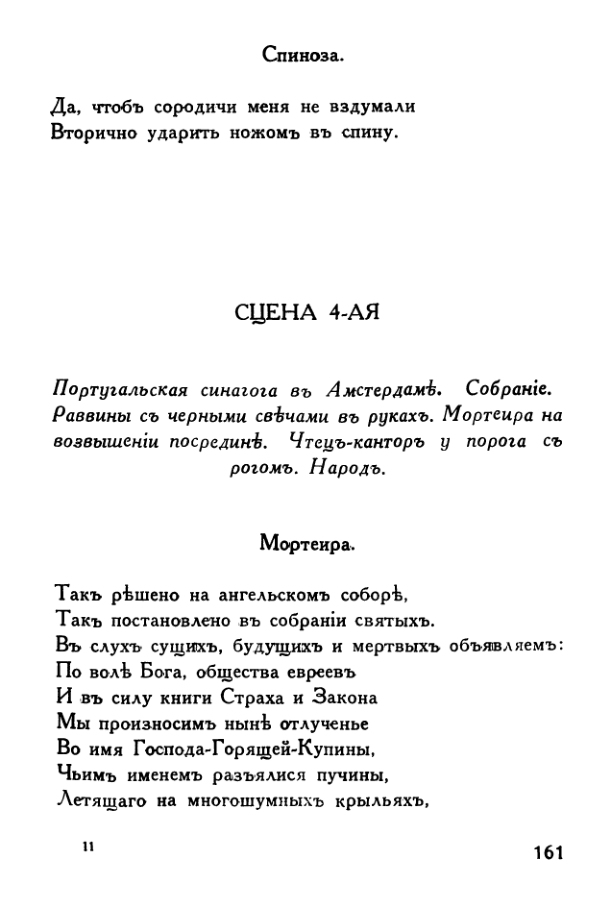 Спиноза.
Да, чтобъ сородичи меня не вздумали
Вторично ударить ножомъ въ спину.
СЦЕНА 4-АЯ
Португальская синагога въ Амстердамѣ. Собраніе.
Раввины съ черными свѣчами въ рукахъ. Мортеира на
возвышеніи посрединѣ. Чтецъ-канторъ у порога съ
рогомъ. Народъ.
Мортеира.
Такъ рѣшено на ангельскомъ соборѣ,
Такъ постановлено въ собраніи святыхъ.
Въ слухъ сущихъ, будущихъ и мертвыхъ объявляемъ:
По волѣ Бога, общества евреевъ
И въ силу книги Страха и Закона
Мы произносимъ нынѣ отлученье
Во имя Господа-Горящей-Купины,
Чьимъ именемъ разъялися пучины,
Летящаго на многошумныхъ крыльяхъ,
11
161